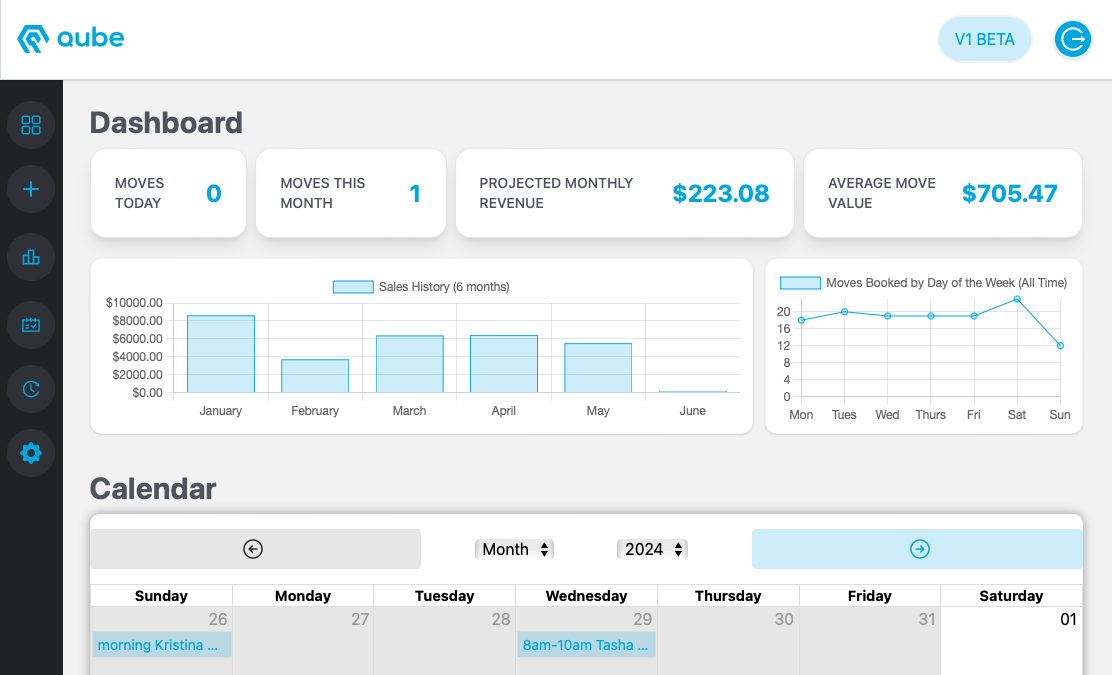 qube
V1 BETA
Dashboard
MOVES
TODAY
0
MOVES THIS
MONTH
1
PROJECTED MONTHLY
REVENUE
$223.08
AVERAGE MOVE
VALUE
$705.47
Sales History (6 months)
$10000.00
$8000.00
$6000.00
$4000.00
$2000.00
$0.00
January February March April May June
Moves Booked by Day of the Week (All Time)
20
16
12
8
4
0
Mon Tues Wed Thurs Fri Sat Sun
Calendar
Month 2024
Sunday Monday Tuesday Wednesday Thursday Friday Saturday
26 27 28 29 30 31 01
morning Kristina ... 8am-10am Tasha ...